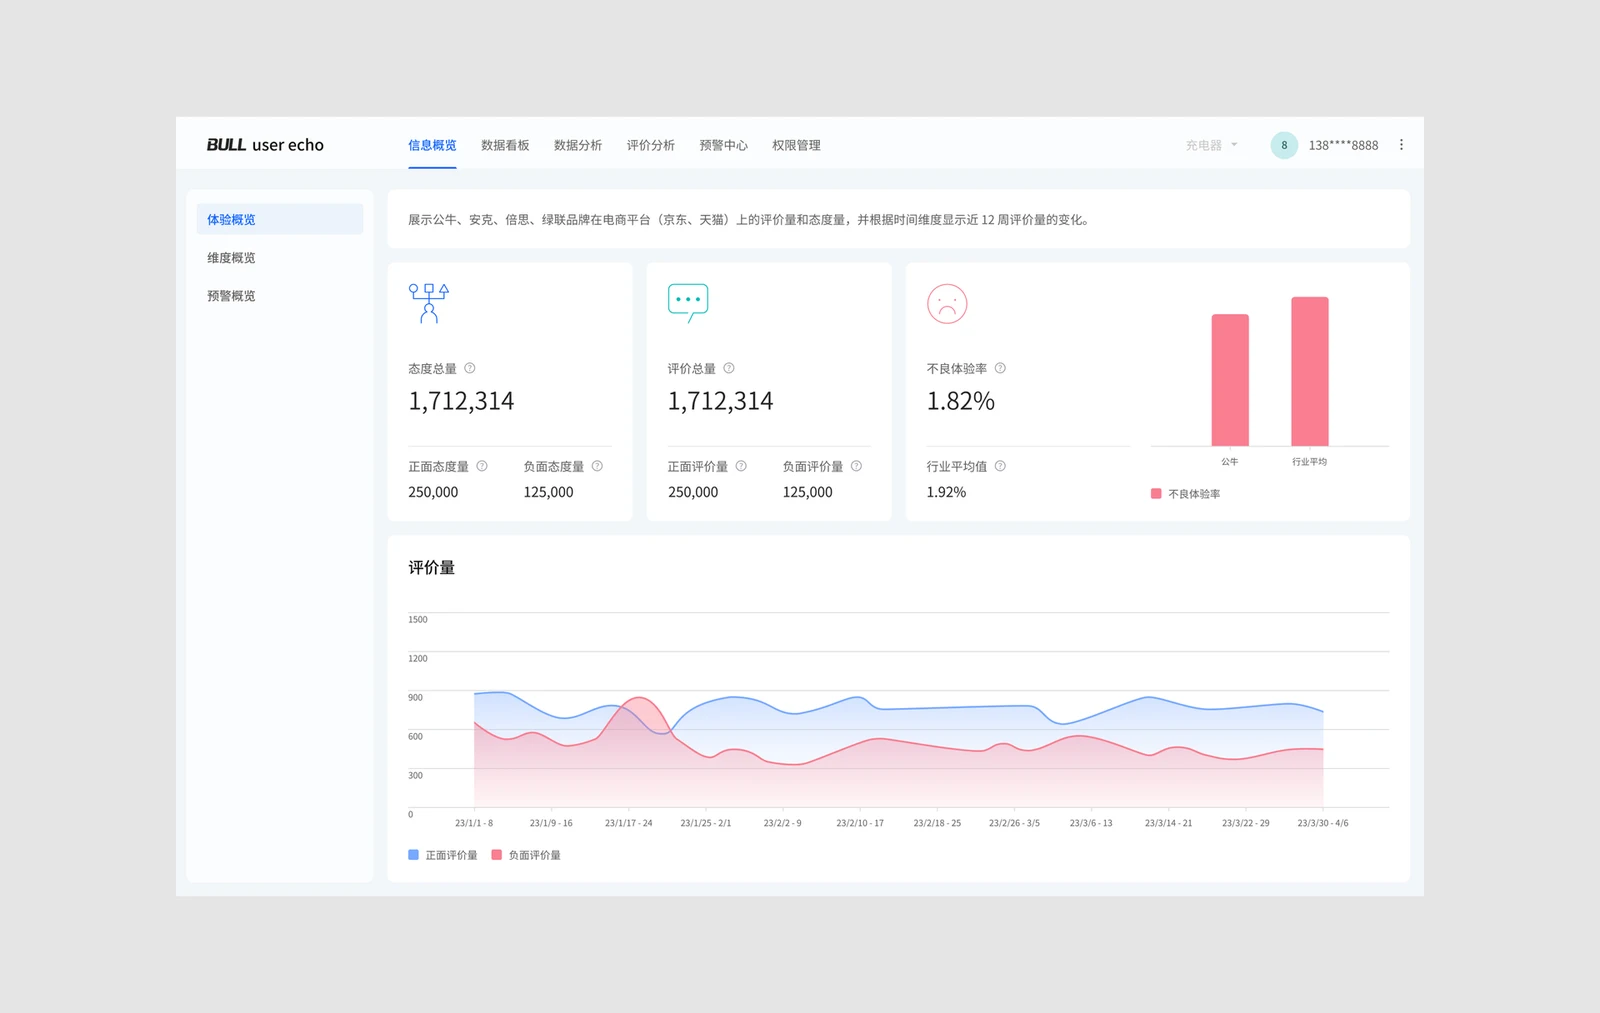 BULL user echo
信息概览 数据看板 数据分析 评价分析 预警中心 权限管理
充电器 8 138****8888
体验概览
维度概览
预警概览
展示公牛、安克、倍思、绿联品牌在电商平台（京东、天猫）上的评价量和态度量，并根据时间维度显示近 12 周评价量的变化。
态度总量
1,712,314
正面态度量 负面态度量
250,000 125,000
评价总量
1,712,314
正面评价量 负面评价量
250,000 125,000
不良体验率
1.82%
行业平均值
1.92%
公牛 行业平均
不良体验率
评价量
1500
1200
900
600
300
0
23/1/1 - 8 23/1/9 - 16 23/1/17 - 24 23/1/25 - 2/1 23/2/2 - 9 23/2/10 - 17 23/2/18 - 25 23/2/26 - 3/5 23/3/6 - 13 23/3/14 - 21 23/3/22 - 29 23/3/30 - 4/6
正面评价量 负面评价量